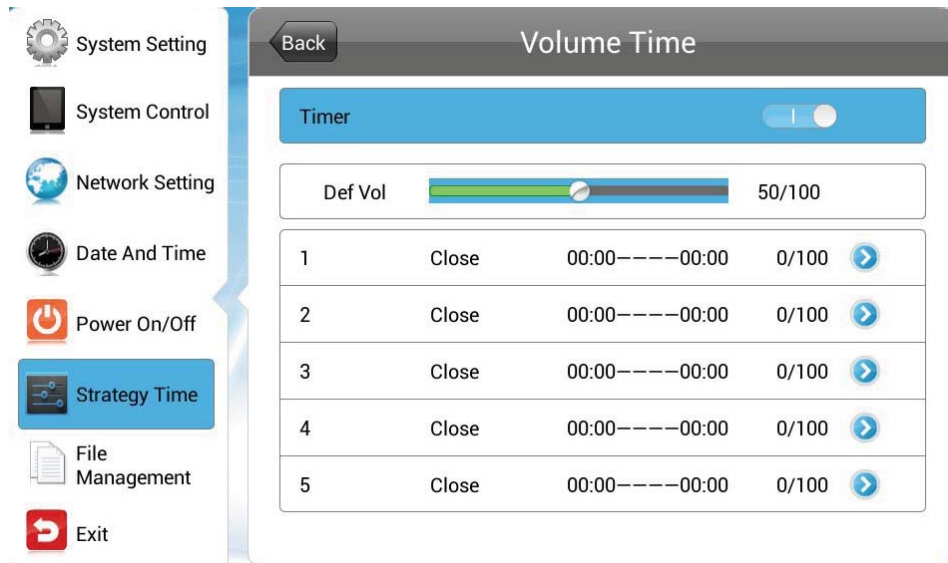 System Setting
System Control
Network Setting
Date And Time
Power On/Off
Strategy Time
File
Management
Exit
Back
Volume Time
Timer
Def Vol 50/100
1 Close 00:00----00:00 0/100
2 Close 00:00----00:00 0/100
3 Close 00:00----00:00 0/100
4 Close 00:00----00:00 0/100
5 Close 00:00----00:00 0/100